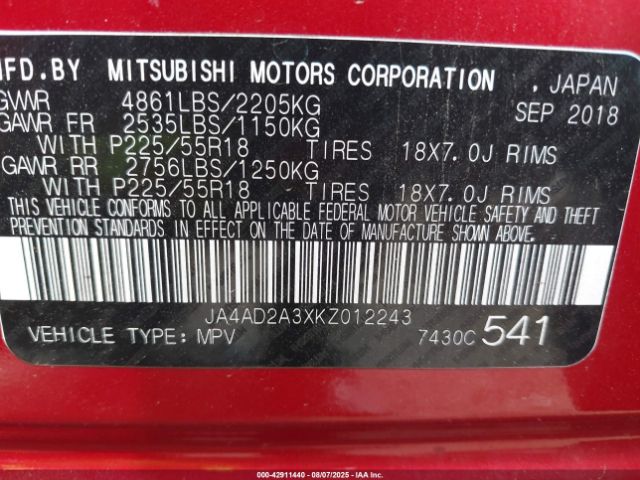 MFD.BY MITSUBISHI MOTORS CORPORATION , JAPAN
GVWR 4861LBS/2205KG SEP 2018
GAWR FR 2535LBS/1150KG
WITH P225/55R18 TIRES 18X7.0J RIMS
GAWR RR 2756LBS/1250KG
WITH P225/55R18 TIRES 18X7.0J RIMS
THIS VEHICLE CONFORMS TO ALL APPLICABLE FEDERAL MOTOR VEHICLE SAFETY AND THEFT
PREVENTION STANDARDS IN EFFECT ON THE DATE OF MANUFACTURE SHOWN ABOVE.
JA4AD2A3XKZ012243
VEHICLE TYPE: MPV 7430C 541
000-42911440 - 08/07/2025 - IAAI.com